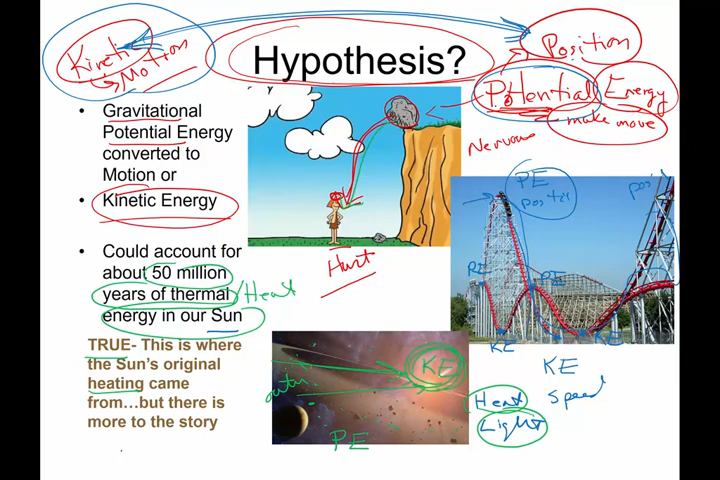 Kinetic
Motion
Hypothesis?
Position
Potential Energy
make move
Nervous
• Gravitational
Potential Energy
converted to
Motion or
• Kinetic Energy
• Could account for
about 50 million
years of thermal
energy in our Sun
Heat
TRUE- This is where
the Sun's original
heating came
from...but there is
more to the story
Hurt
PE
PE
PE
KE
KE
KE
Speed
KE
PE
Heat
Light